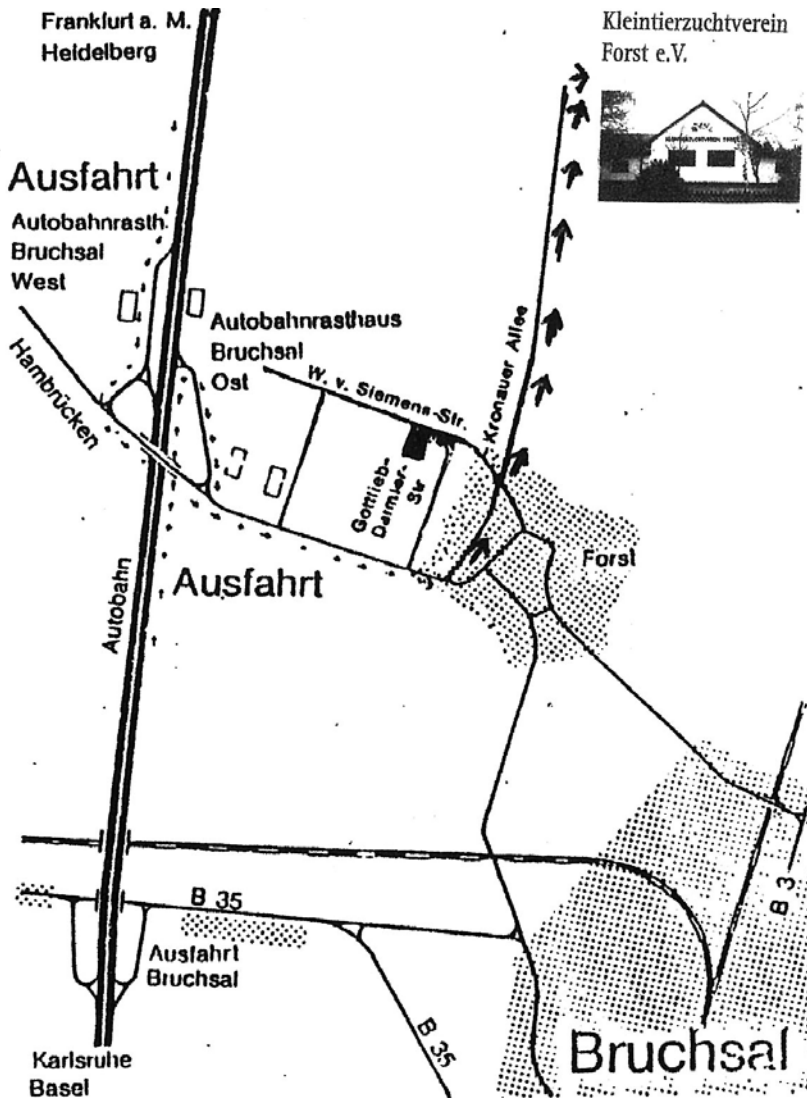 Frankfurt a. M.
Heidelberg
Kleintierzuchtverein
Forst e.V.
Ausfahrt
Autobahnrasth.
Bruchsal
West
Autobahnrasthaus
Bruchsal
Ost
Hambrücken
W. v. Siemens-Str.
Kronauer Allee
Gottlieb-
Daimler-
Str
Ausfahrt
Forst
Autobahn
B 35
B 3
Ausfahrt
Bruchsal
B 35
Bruchsal
Karlsruhe
Basel